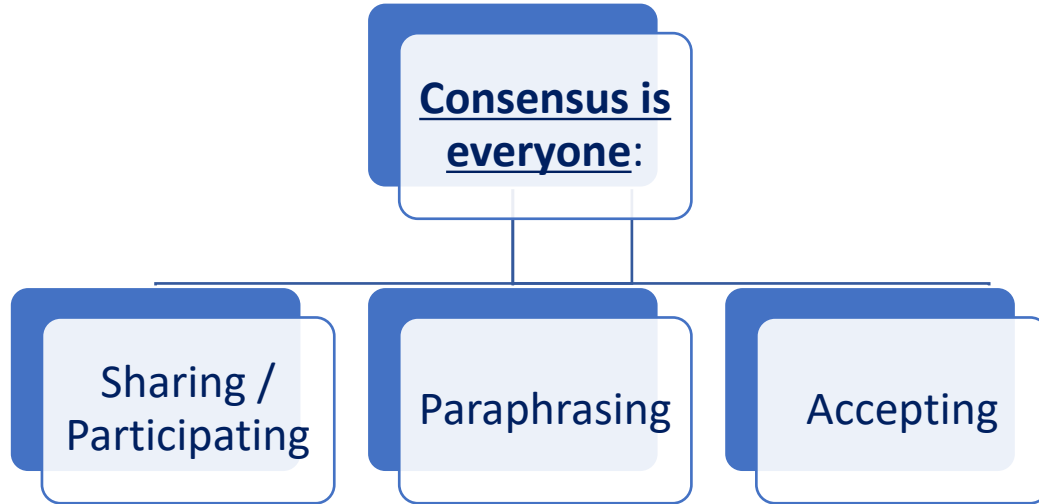 Consensus is
everyone:
Sharing /
Participating
Paraphrasing
Accepting